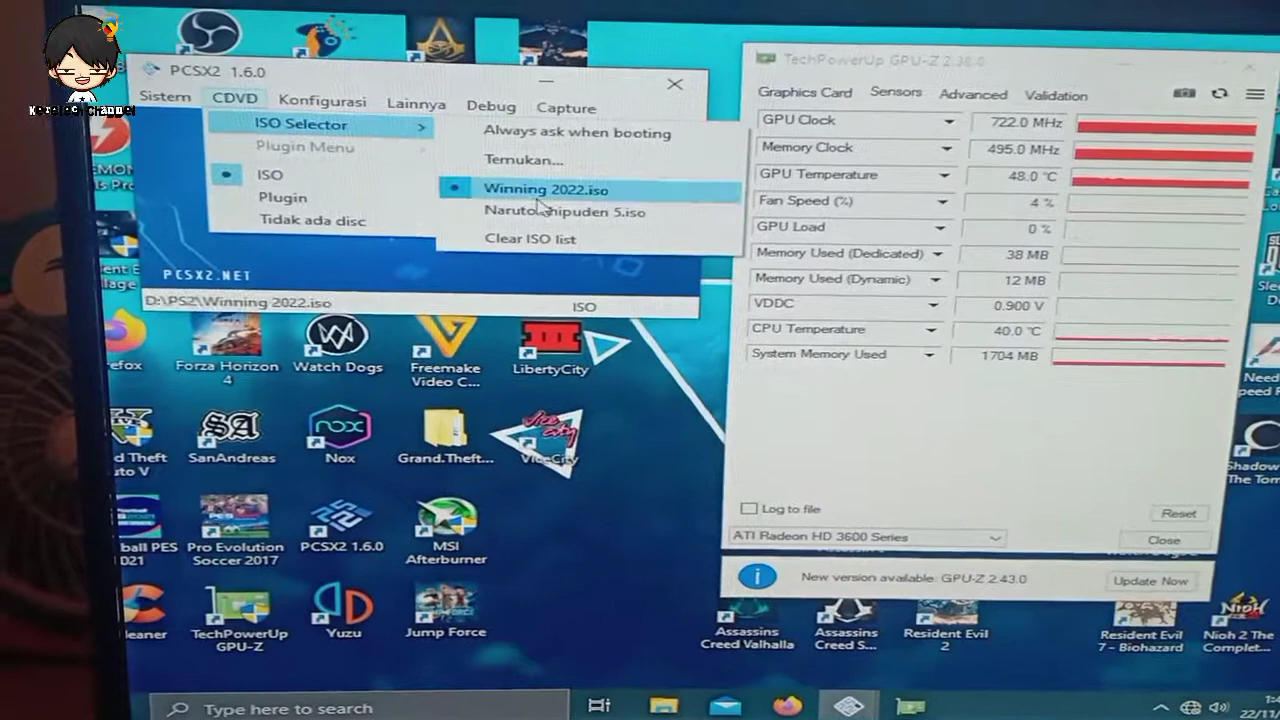 PCSX2 1.6.0
Sistem CDVD Konfigurasi Lainnya Debug Capture
ISO Selector
Plugin Menu
ISO
Plugin
Tidak ada disc
Always ask when booting
Temukan...
Winning 2022.iso
Clear ISO list
PCSX2.NET
D:\PS2\Winning 2022.iso
ISO
TechPowerUp GPU-Z 2.38.0
Graphics Card Sensors Advanced Validation
GPU Clock 722.0 MHz
Memory Clock 495.0 MHz
GPU Temperature 48.0 °C
Fan Speed (%) 4 %
GPU Load 0 %
Memory Used (Dedicated) 38 MB
Memory Used (Dynamic) 12 MB
VDDC 0.900 V
CPU Temperature 40.0 °C
System Memory Used 1704 MB
Log to file
Reset
ATI Radeon HD 3600 Series
Close
New version available: GPU-Z 2.43.0
Update Now
Forza Horizon
4
Watch Dogs
Freemake
Video C...
III
LibertyCity
SA
SanAndreas
nox
Nox
Grand.Theft...
Vice City
ViceCity
Pro Evolution
Soccer 2017
PCSX2 1.6.0
MSI
Afterburner
TechPowerUp
GPU-Z
Yuzu
Jump Force
Assassins
Creed Valhalla
Assassins
Creed S...
Resident Evil
2
Resident Evil
7 - Biohazard
Nioh 2 The
Complet...
Type here to search